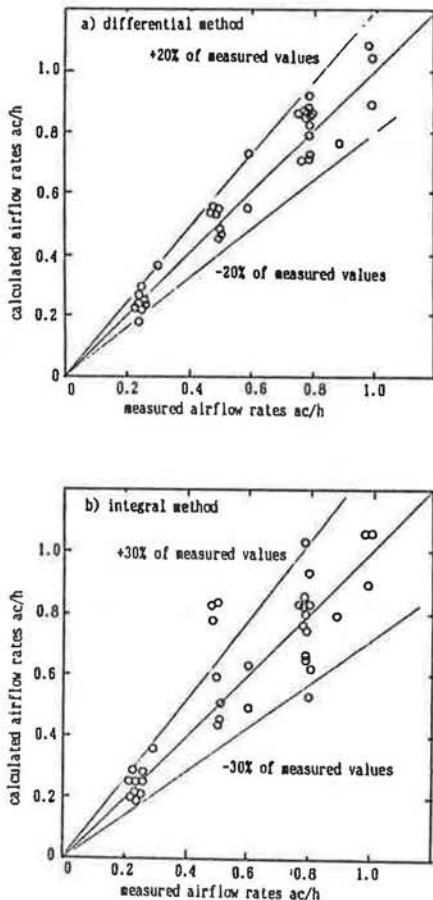 a) differential method
+20% of measured values
1.0
0.8
0.6
0.4
0.2
0
calculated airflow rates ac/h
-20% of measured values
0 0.2 0.4 0.6 0.8 1.0
measured airflow rates ac/h
b) integral method
+30% of measured values
1.0
0.8
0.6
0.4
0.2
0
calculated airflow rates ac/h
-30% of measured values
0 0.2 0.4 0.6 0.8 1.0
measured airflow rates ac/h